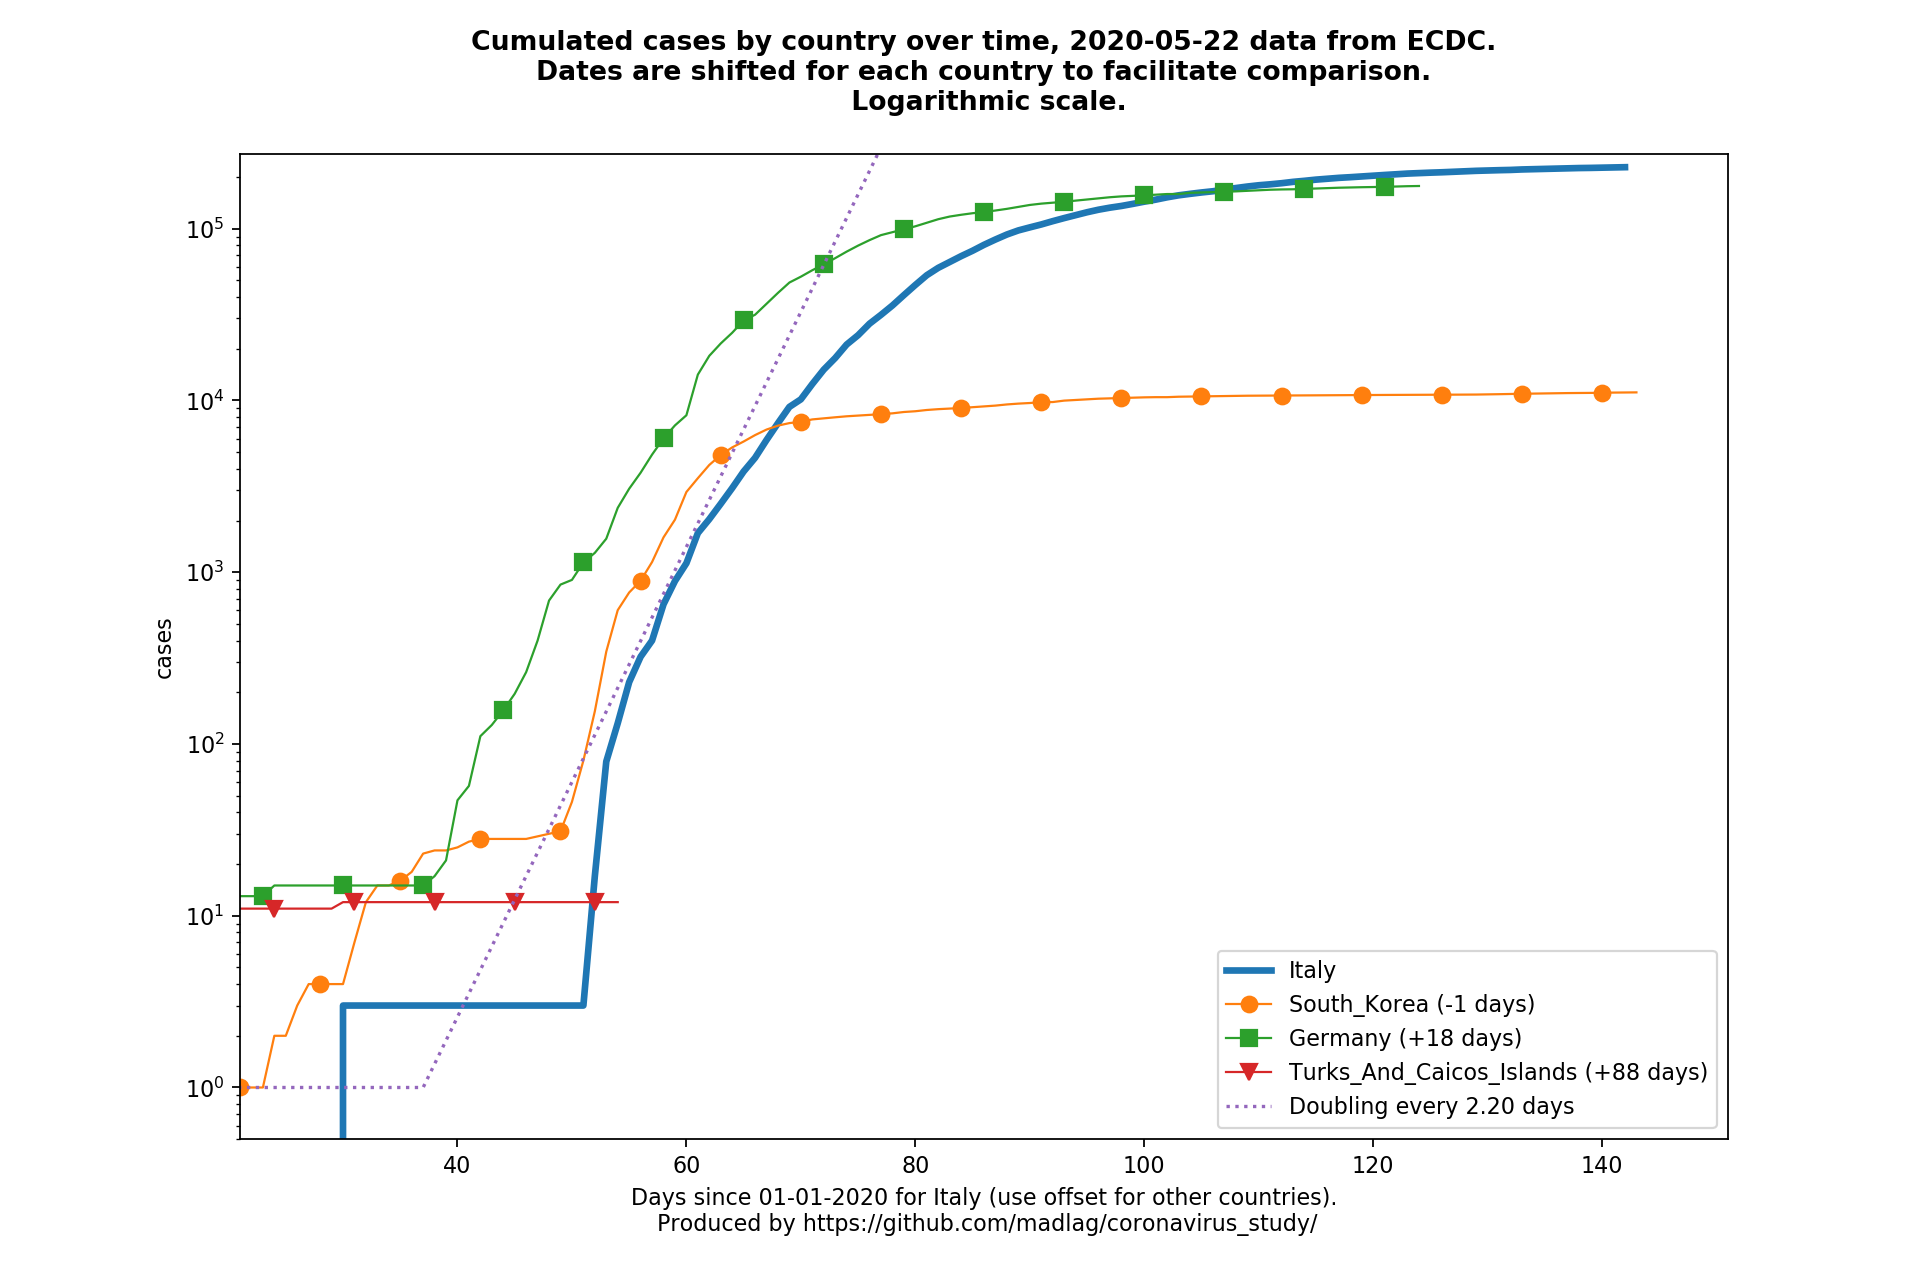 Cumulated cases by country over time, 2020-05-22 data from ECDC.
Dates are shifted for each country to facilitate comparison.
Logarithmic scale.
10^5
10^4
10^3
10^2
10^1
10^0
cases
Italy
South_Korea (-1 days)
Germany (+18 days)
Turks_And_Caicos_Islands (+88 days)
Doubling every 2.20 days
40 60 80 100 120 140
Days since 01-01-2020 for Italy (use offset for other countries).
Produced by https://github.com/madlag/coronavirus_study/